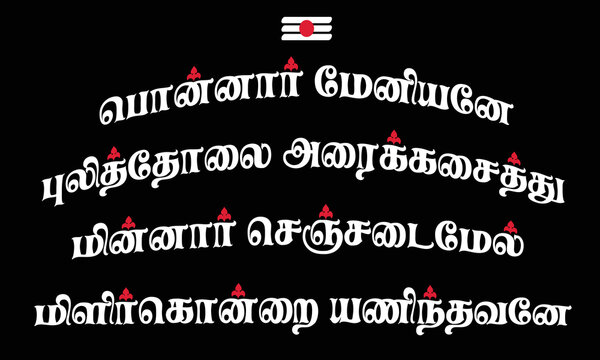 பொன்னார் மேனியனே
புலித்தோலை அரைக்கசைத்து
மின்னார் செஞ்சடைமேல்
மிளிர்கொன்றை யணிந்தவனே